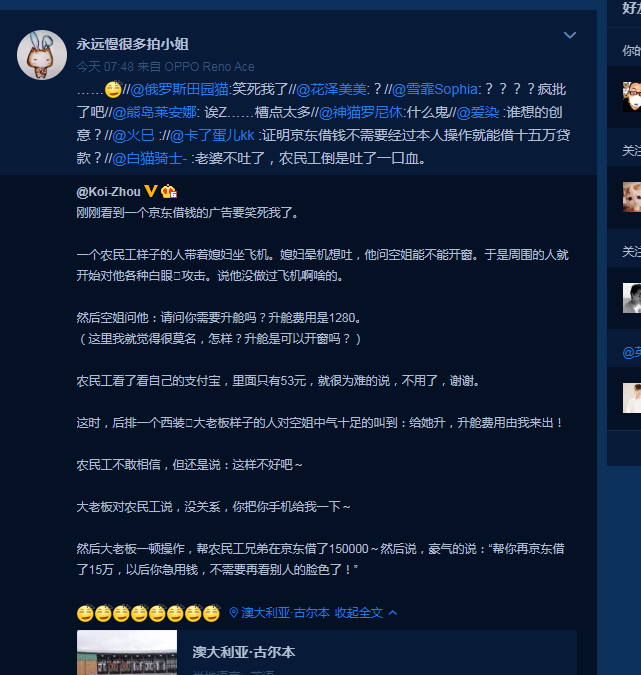 永远慢很多拍小姐
今天 07:48 来自 OPPO Reno Ace
……//@俄罗斯田园猫:笑死我了//@花泽美美:？//@雪霏Sophia:？？？？疯批
了吧//@熊岛莱安娜: 诶Z……槽点太多//@神猫罗尼休:什么鬼//@爱染 :谁想的创
意？//@火巳 ://@卡了蛋儿kk :证明京东借钱不需要经过本人操作就能借十五万贷
款？//@白猫骑士- :老婆不吐了，农民工倒是吐了一口血。
@Koi-Zhou
刚刚看到一个京东借钱的广告要笑死我了。
一个农民工样子的人带着媳妇坐飞机。媳妇晕机想吐，他问空姐能不能开窗。于是周围的人就
开始对他各种白眼□攻击。说他没做过飞机啊啥的。
然后空姐问他：请问你需要升舱吗？升舱费用是1280。
（这里我就觉得很莫名，怎样？升舱是可以开窗吗？）
农民工看了看自己的支付宝，里面只有53元，就很为难的说，不用了，谢谢。
这时，后排一个西装□大老板样子的人对空姐中气十足的叫到：给她升，升舱费用由我来出！
农民工不敢相信，但还是说：这样不好吧～
大老板对农民工说，没关系，你把你手机给我一下～
然后大老板一顿操作，帮农民工兄弟在京东借了150000～然后说，豪气的说：“帮你再京东借
了15万，以后你急用钱，不需要再看别人的脸色了！”
澳大利亚·古尔本 收起全文
澳大利亚·古尔本
好友
你的
关注
关注
@英